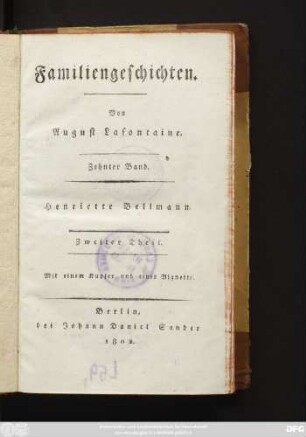 Familiengeschichten.
Von
August Lafontaine.
Zehnter Band.
Henriette Bellmann.
Zweiter Theil.
Mit einem Kupfer und einer Vignette.
Berlin,
bei Johann Daniel Sander